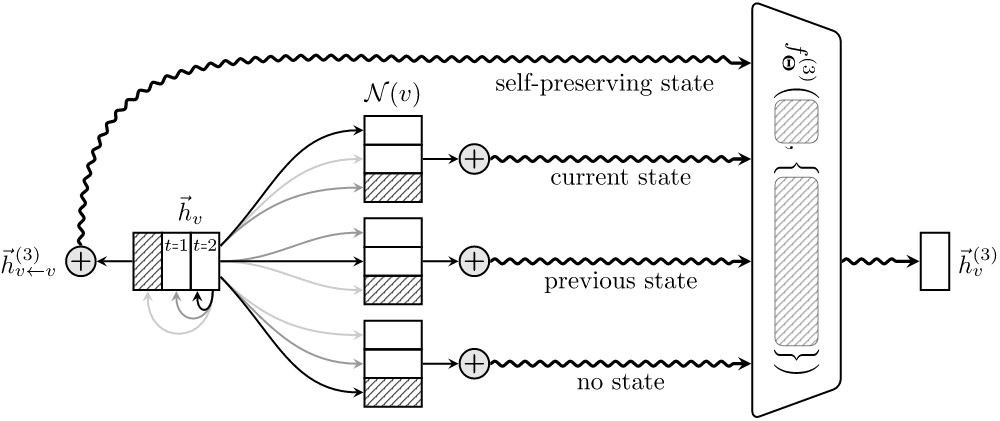 self-preserving state
𝒩(v)
current state
h⃗_v
t=1 t=2
h⃗_{v←v}^{(3)}
previous state
no state
f_Θ^{(3)} ( , { } )
h⃗_v^{(3)}